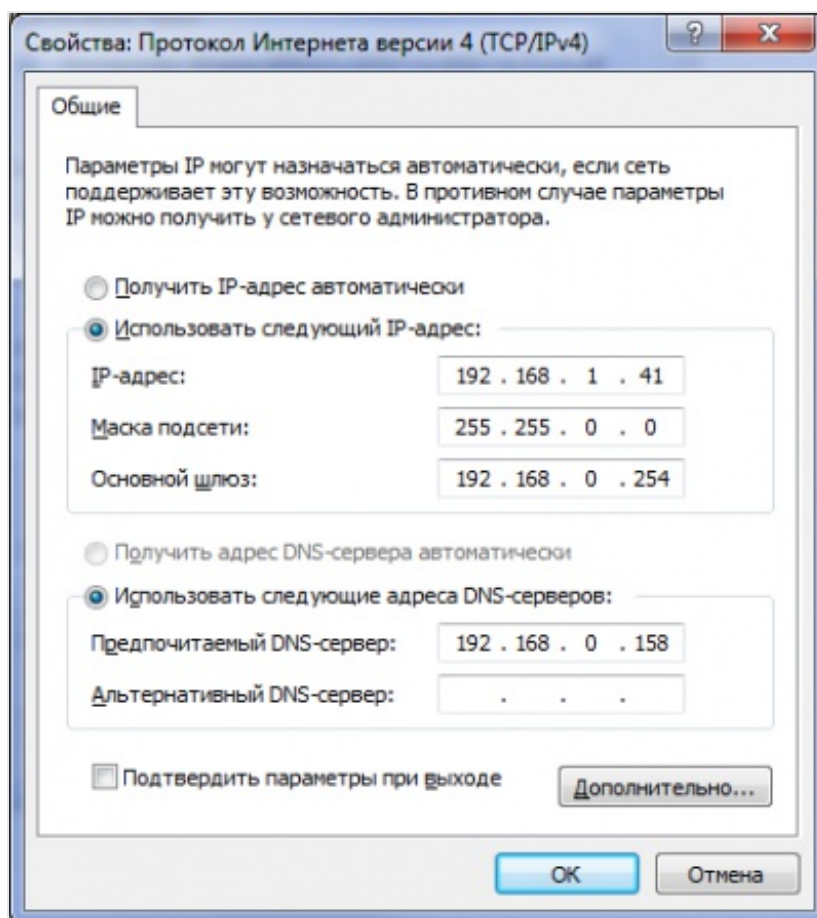 Свойства: Протокол Интернета версии 4 (TCP/IPv4)
Общие
Параметры IP могут назначаться автоматически, если сеть
поддерживает эту возможность. В противном случае параметры
IP можно получить у сетевого администратора.
Получить IP-адрес автоматически
Использовать следующий IP-адрес:
IP-адрес: 192 . 168 . 1 . 41
Маска подсети: 255 . 255 . 0 . 0
Основной шлюз: 192 . 168 . 0 . 254
Получить адрес DNS-сервера автоматически
Использовать следующие адреса DNS-серверов:
Предпочитаемый DNS-сервер: 192 . 168 . 0 . 158
Альтернативный DNS-сервер: . . .
Подтвердить параметры при выходе
Дополнительно...
ОК Отмена